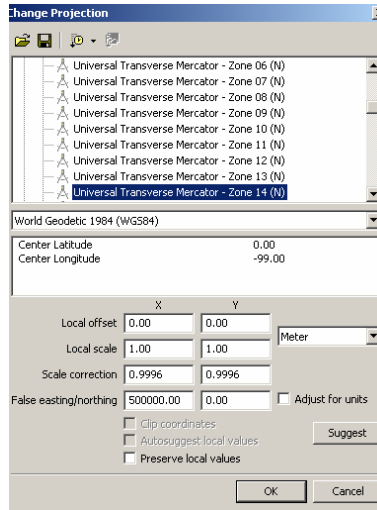 Change Projection
Universal Transverse Mercator - Zone 06 (N)
Universal Transverse Mercator - Zone 07 (N)
Universal Transverse Mercator - Zone 08 (N)
Universal Transverse Mercator - Zone 09 (N)
Universal Transverse Mercator - Zone 10 (N)
Universal Transverse Mercator - Zone 11 (N)
Universal Transverse Mercator - Zone 12 (N)
Universal Transverse Mercator - Zone 13 (N)
Universal Transverse Mercator - Zone 14 (N)
World Geodetic 1984 (WGS84)
Center Latitude 0.00
Center Longitude -99.00
X Y
Local offset 0.00 0.00
Meter
Local scale 1.00 1.00
Scale correction 0.9996 0.9996
False easting/northing 500000.00 0.00 Adjust for units
Clip coordinates
Autosuggest local values
Suggest
Preserve local values
OK Cancel